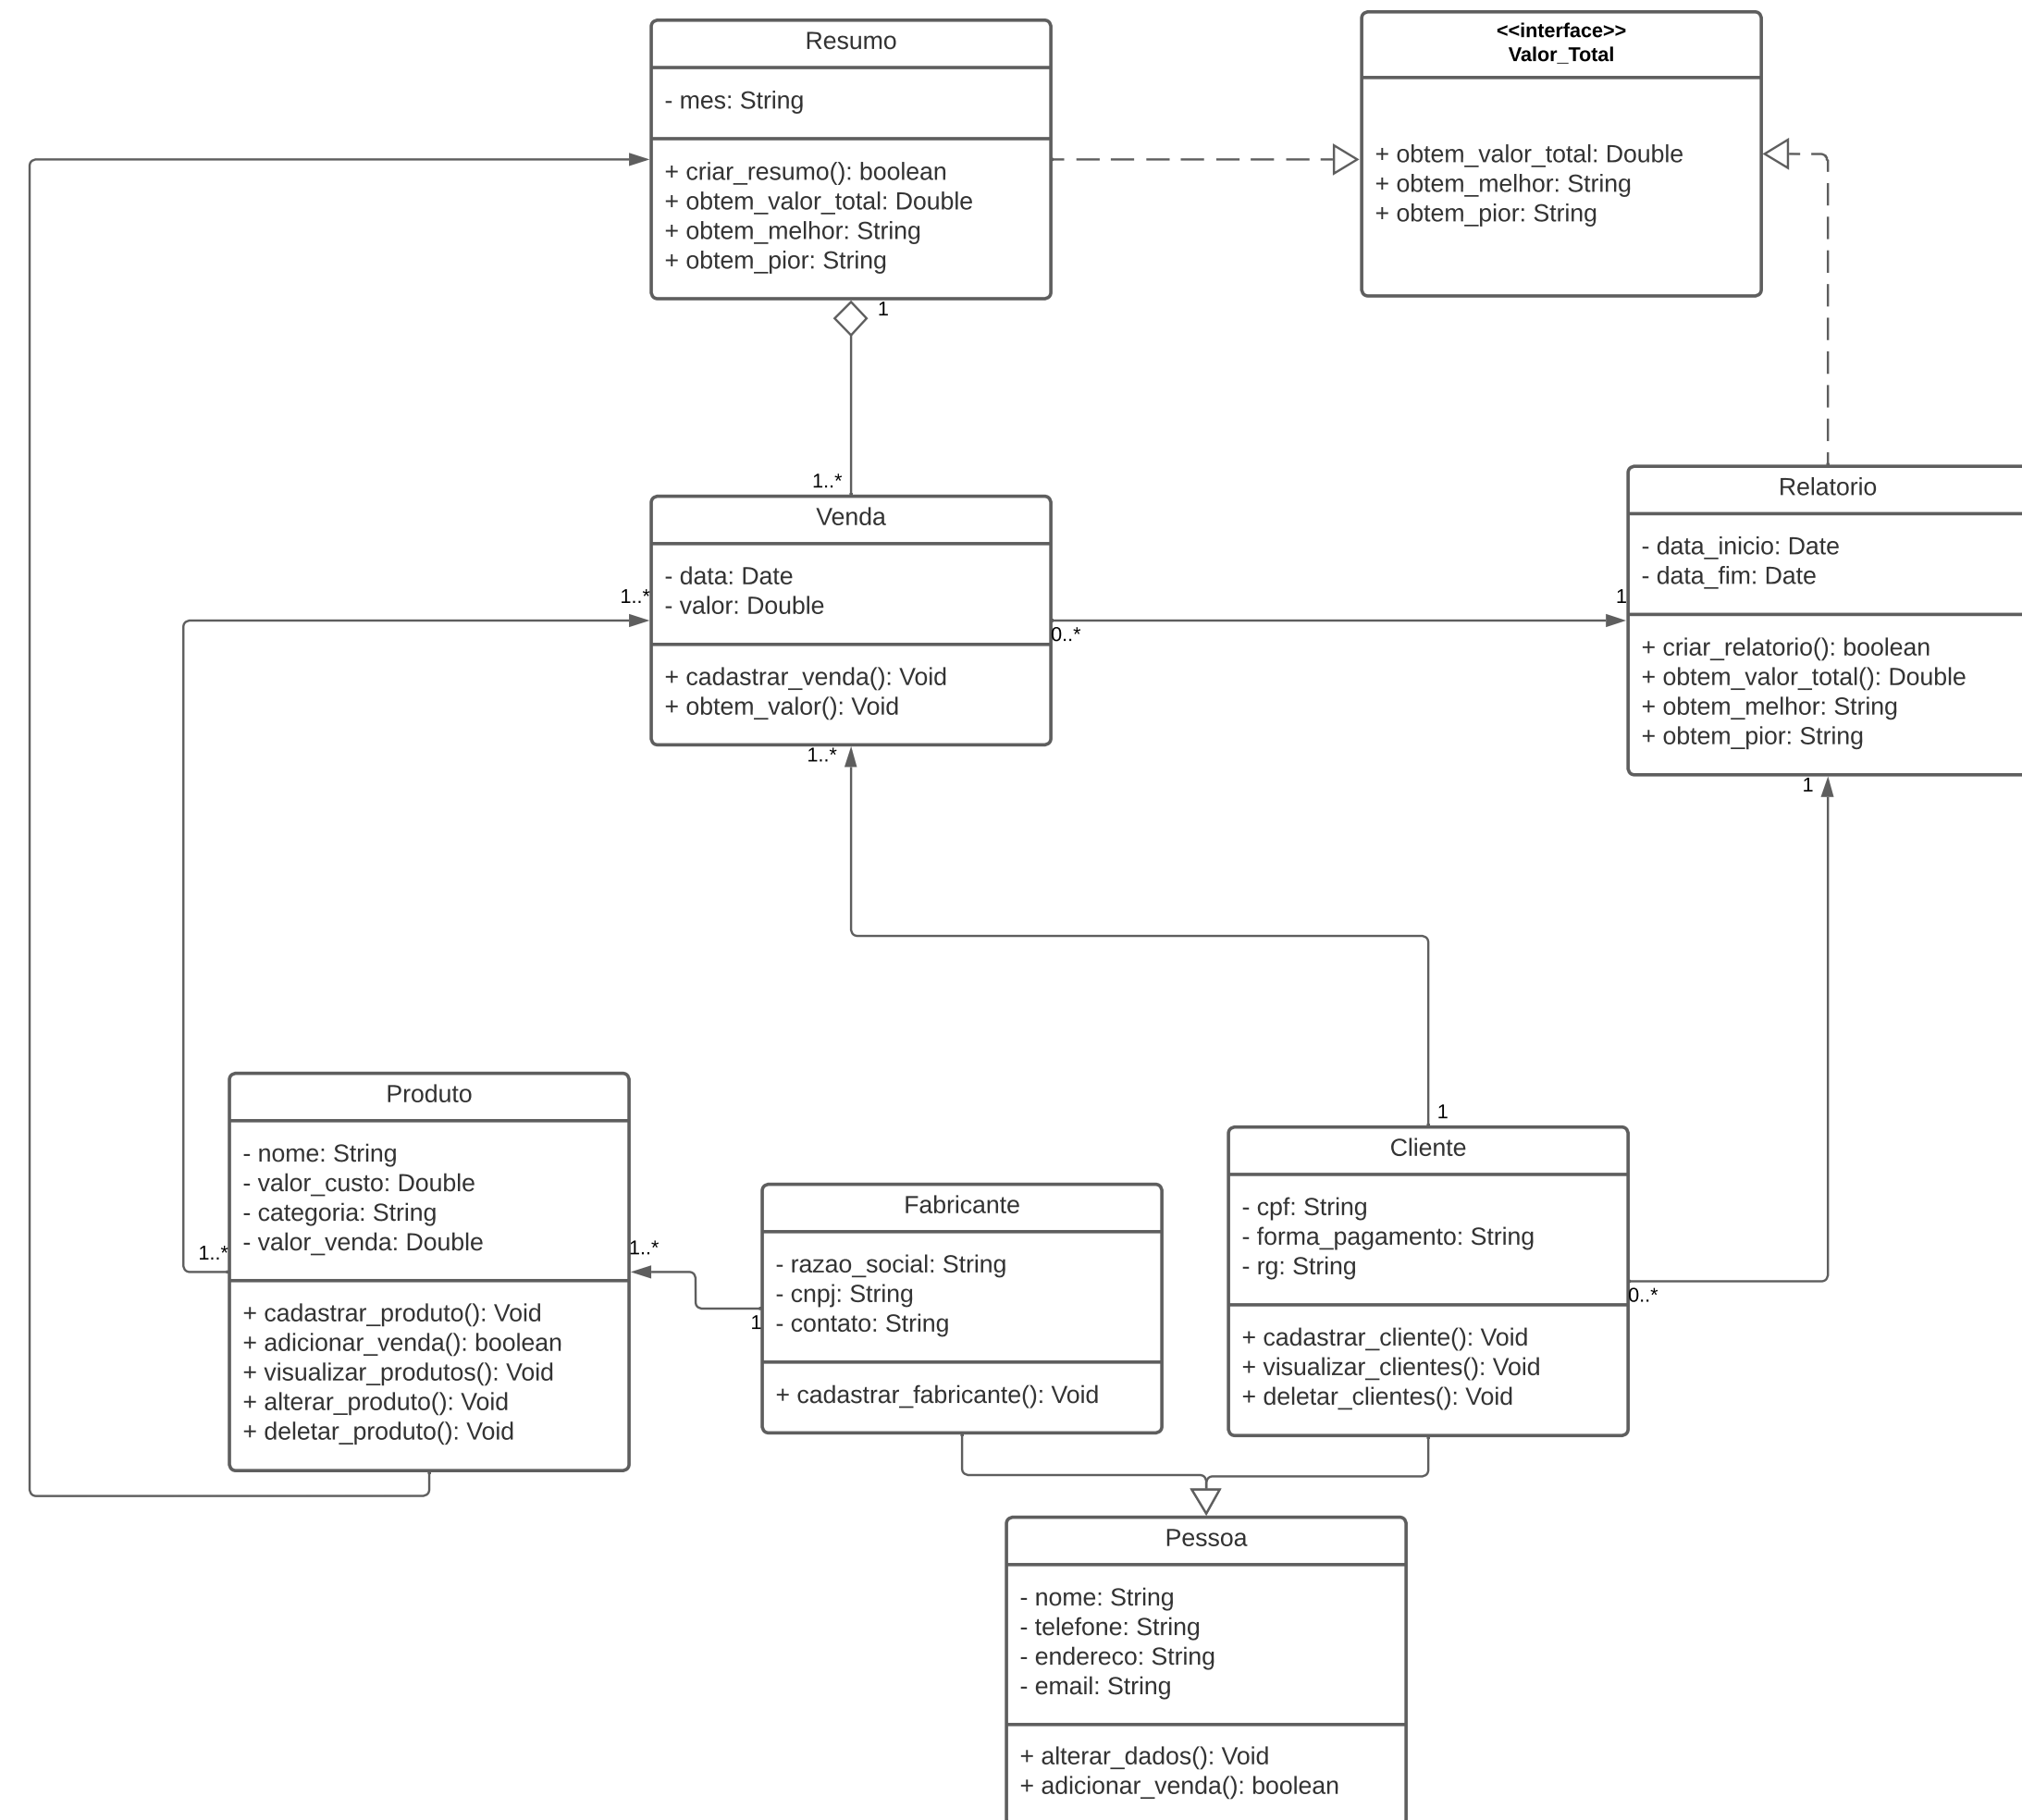 Resumo
- mes: String
+ criar_resumo(): boolean
+ obtem_valor_total: Double
+ obtem_melhor: String
+ obtem_pior: String
<<interface>>
Valor_Total
+ obtem_valor_total: Double
+ obtem_melhor: String
+ obtem_pior: String
1
1..*
Venda
- data: Date
- valor: Double
+ cadastrar_venda(): Void
+ obtem_valor(): Void
1..*
0..*
1
1..*
Relatorio
- data_inicio: Date
- data_fim: Date
+ criar_relatorio(): boolean
+ obtem_valor_total(): Double
+ obtem_melhor: String
+ obtem_pior: String
1
Produto
- nome: String
- valor_custo: Double
- categoria: String
- valor_venda: Double
+ cadastrar_produto(): Void
+ adicionar_venda(): boolean
+ visualizar_produtos(): Void
+ alterar_produto(): Void
+ deletar_produto(): Void
1..*
1..*
1
Fabricante
- razao_social: String
- cnpj: String
- contato: String
+ cadastrar_fabricante(): Void
1
Cliente
- cpf: String
- forma_pagamento: String
- rg: String
+ cadastrar_cliente(): Void
+ visualizar_clientes(): Void
+ deletar_clientes(): Void
0..*
Pessoa
- nome: String
- telefone: String
- endereco: String
- email: String
+ alterar_dados(): Void
+ adicionar_venda(): boolean